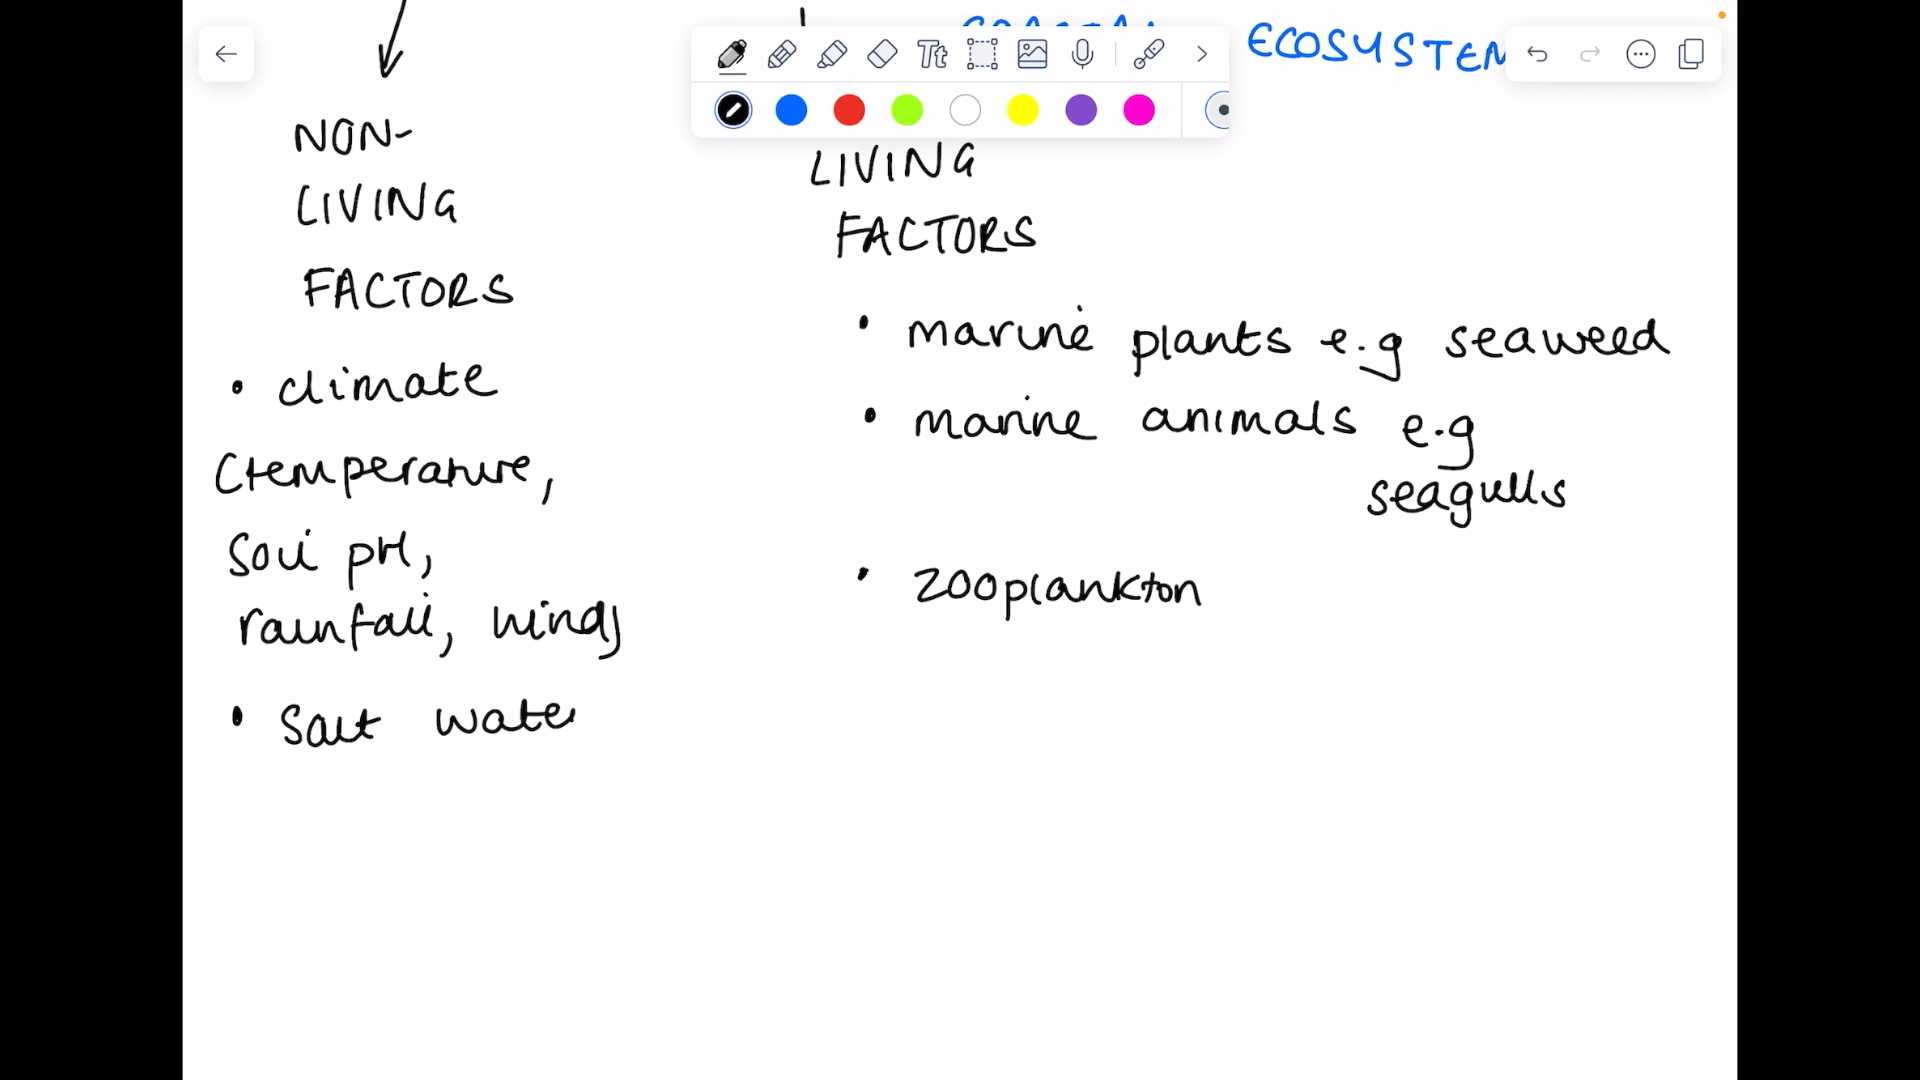 ECOSYSTEM
NON-
LIVING
FACTORS
• climate
(temperature,
soil pH,
rainfall, winds
• Salt water
LIVING
FACTORS
• marine plants e.g seaweed
• marine animals e.g
seagulls
• zooplankton
Tt